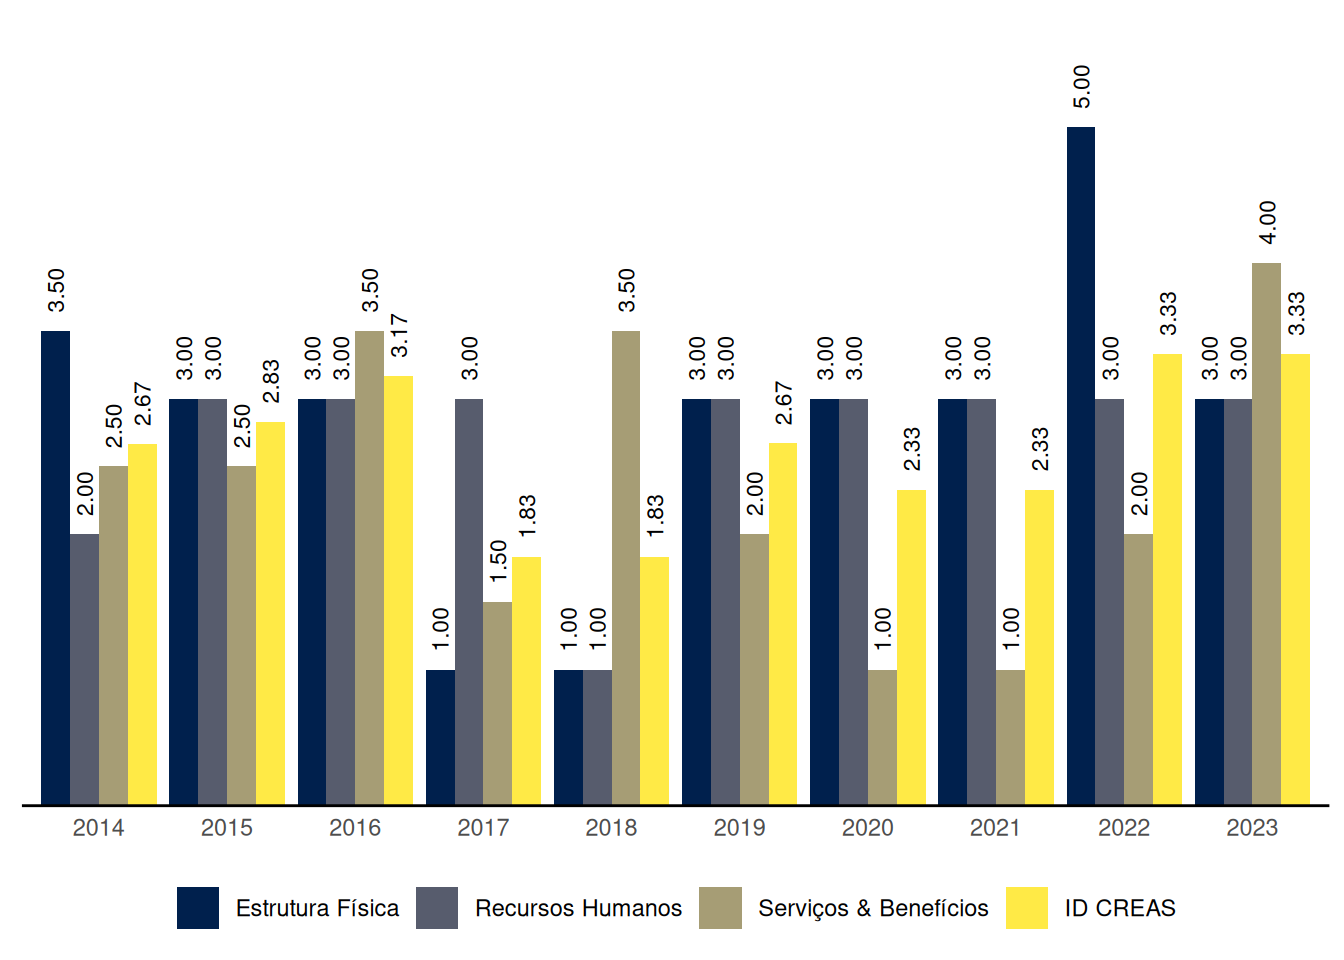 5.00
4.00
3.50 3.50 3.50
3.17 3.33 3.33
3.00 3.00 3.00 3.00 3.00 3.00 3.00 3.00 3.00 3.00 3.00 3.00 3.00 3.00
2.83
2.67 2.67
2.50 2.50 2.33 2.33
2.00 2.00 2.00
1.83 1.83
1.50
1.00 1.00 1.00 1.00 1.00
2014 2015 2016 2017 2018 2019 2020 2021 2022 2023
Estrutura Física Recursos Humanos Serviços & Benefícios ID CREAS